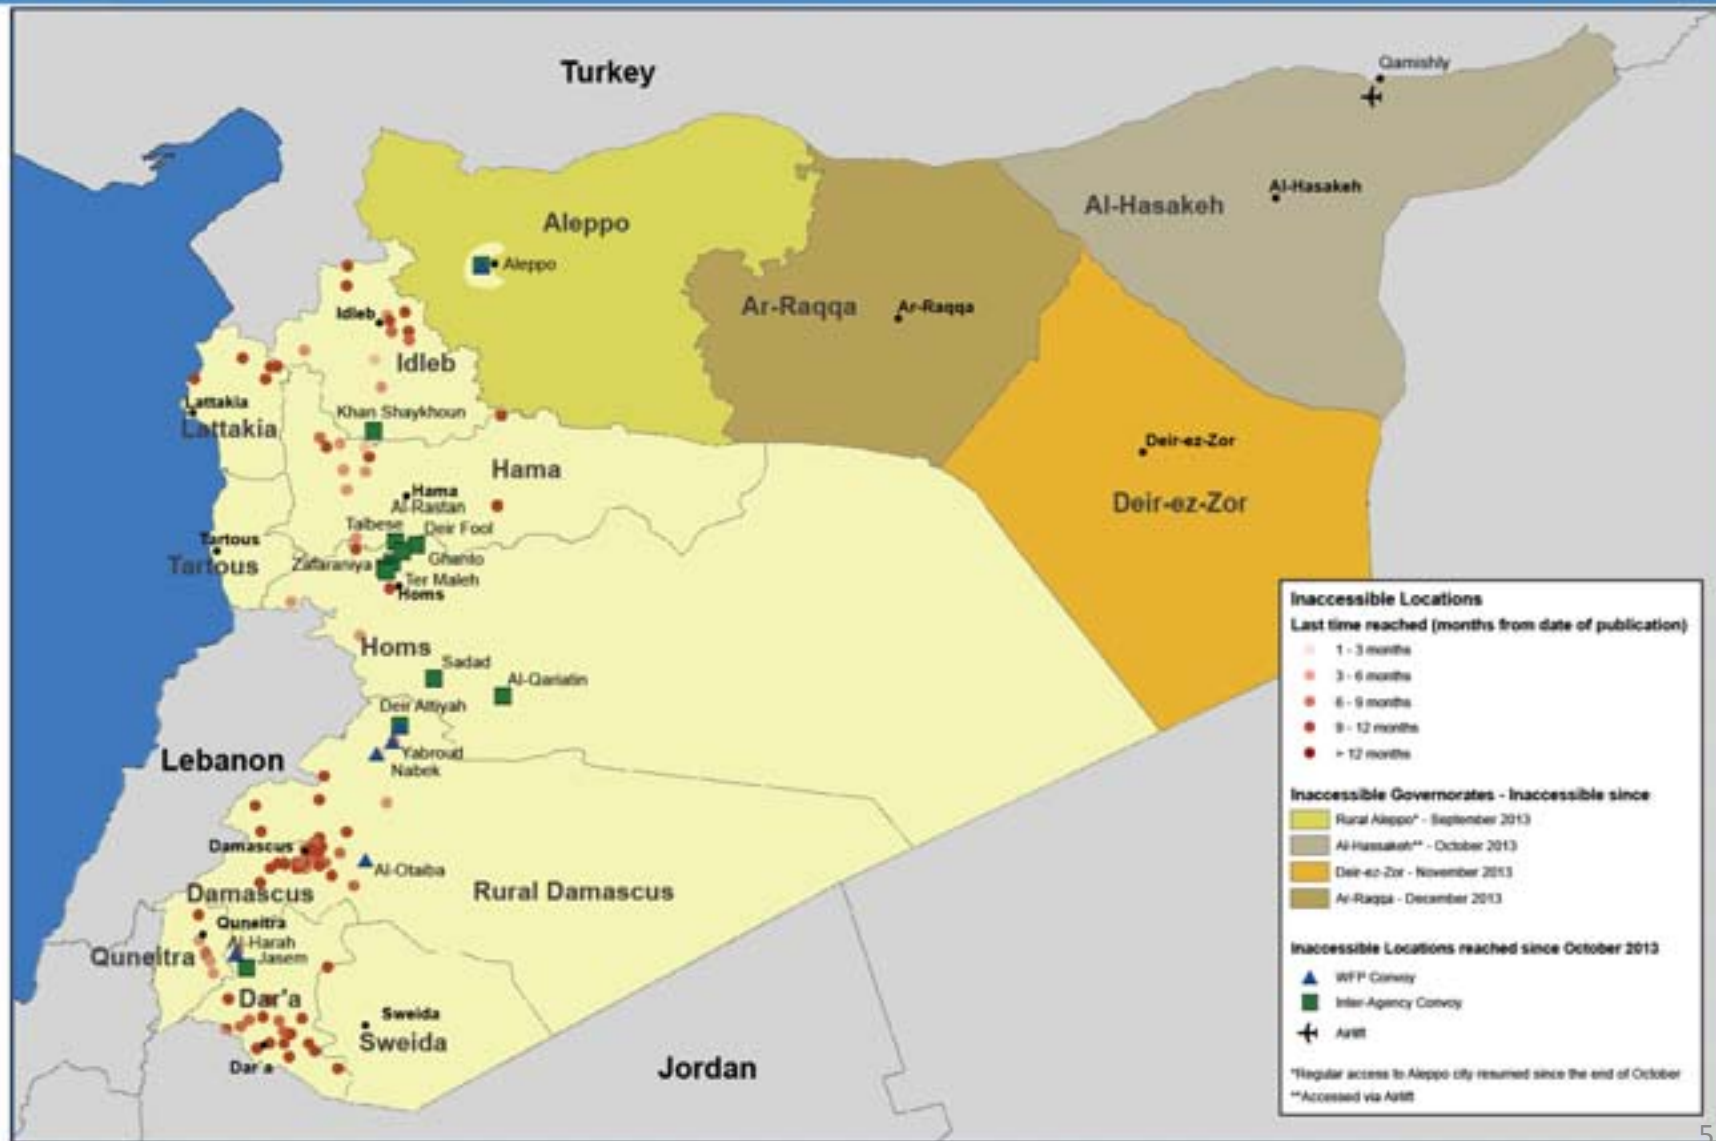 Turkey
Qamishly
Al-Hasakeh
Al-Hasakeh
Aleppo
Aleppo
Ar-Raqqa
Ar-Raqqa
Idleb
Idleb
Lattakia
Lattakia
Khan Shaykhoun
Deir-ez-Zor
Deir-ez-Zor
Hama
Hama
Al-Rastan
Talbese
Deir Fool
Tartous
Tartous
Zafaraniya
Ghanto
Ter Maleh
Homs
Homs
Sadad
Al-Qariatin
Deir Attiyah
Lebanon
Yabroud
Nabek
Damascus
Al-Otaiba
Damascus
Rural Damascus
Quneitra
Al-Harah
Quneitra
Jasem
Dar'a
Sweida
Sweida
Dar'a
Jordan
Inaccessible Locations
Last time reached (months from date of publication)
1 - 3 months
3 - 6 months
6 - 9 months
9 - 12 months
> 12 months
Inaccessible Governorates - Inaccessible since
Rural Aleppo* - September 2013
Al-Hassakeh** - October 2013
Deir-ez-Zor - November 2013
Ar-Raqqa - December 2013
Inaccessible Locations reached since October 2013
WFP Convoy
Inter-Agency Convoy
Airlift
*Regular access to Aleppo city resumed since the end of October
**Accessed via Airlift
5